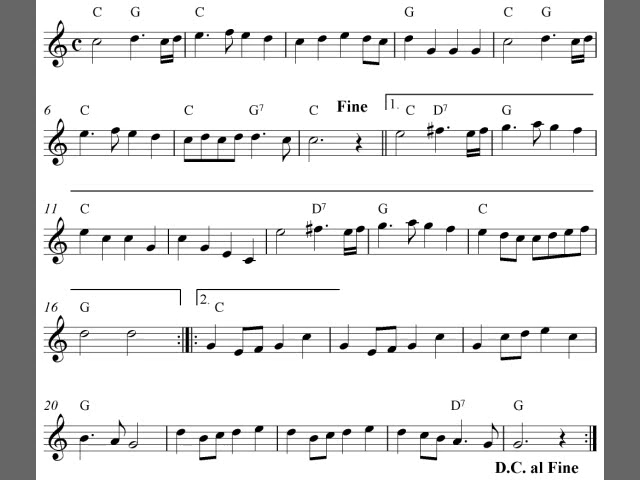 C G C G C G
6 C C G7 C Fine 1. C D7 G
11 C D7 G C
16 G 2. C
20 G D7 G
D.C. al Fine